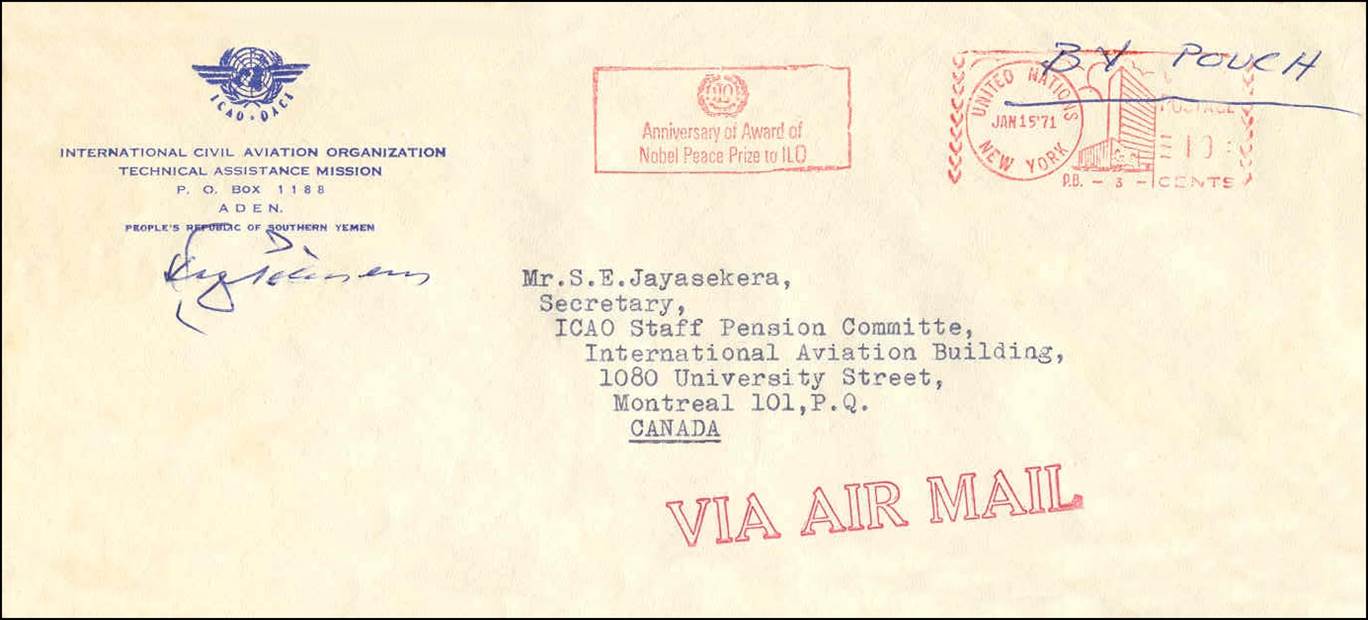 ICAO · OACI
INTERNATIONAL CIVIL AVIATION ORGANIZATION
TECHNICAL ASSISTANCE MISSION
P. O. BOX 1188
ADEN.
PEOPLE'S REPUBLIC OF SOUTHERN YEMEN
ILO
Anniversary of Award of
Nobel Peace Prize to ILO
BY POUCH
UNITED NATIONS
JAN 15'71
NEW YORK
POSTAGE
P.B. - 3 - CENTS
Mr.S.E.Jayasekera,
Secretary,
ICAO Staff Pension Committe,
International Aviation Building,
1080 University Street,
Montreal 101,P.Q.
CANADA
VIA AIR MAIL